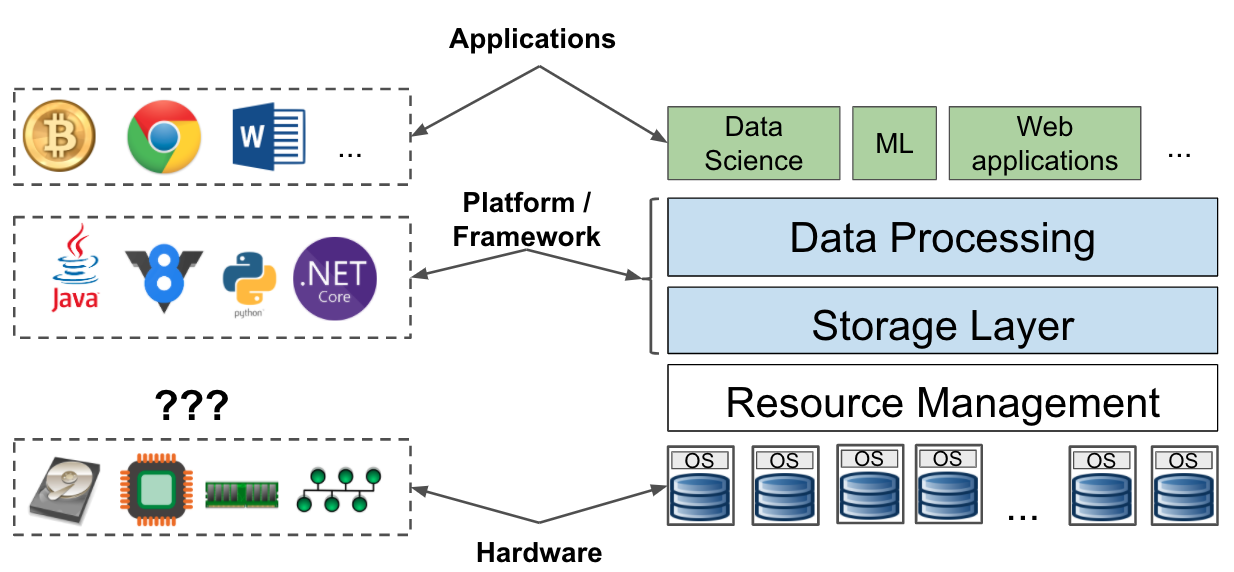 Applications
W
...
Data
Science
ML
Web
applications
...
Platform /
Framework
Java
8
python
.NET
Core
Data Processing
Storage Layer
???
Resource Management
OS
OS
OS
OS
...
OS
OS
Hardware